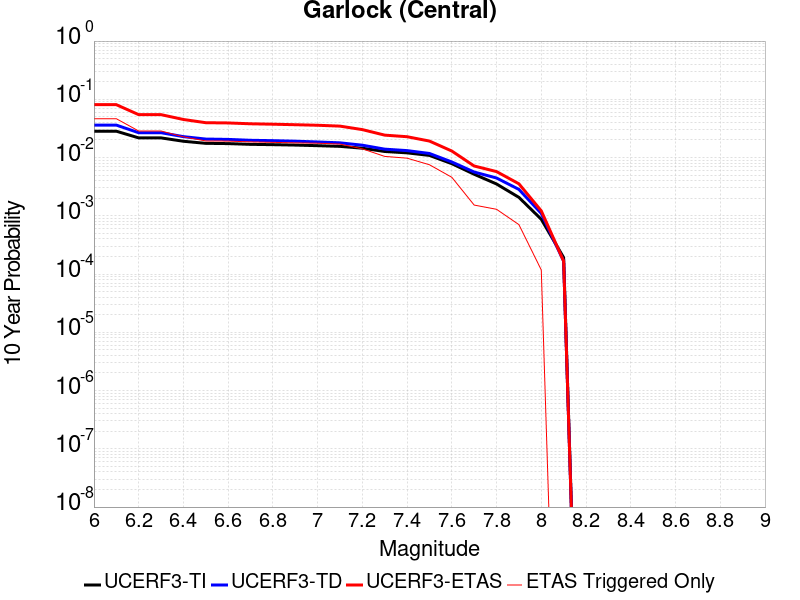 Garlock (Central)
10 0
10 -1
10 -2
10 -3
10 -4
10 -5
10 -6
10 -7
10 -8
10 Year Probability
6 6.2 6.4 6.6 6.8 7 7.2 7.4 7.6 7.8 8 8.2 8.4 8.6 8.8 9
Magnitude
UCERF3-TI UCERF3-TD UCERF3-ETAS ETAS Triggered Only